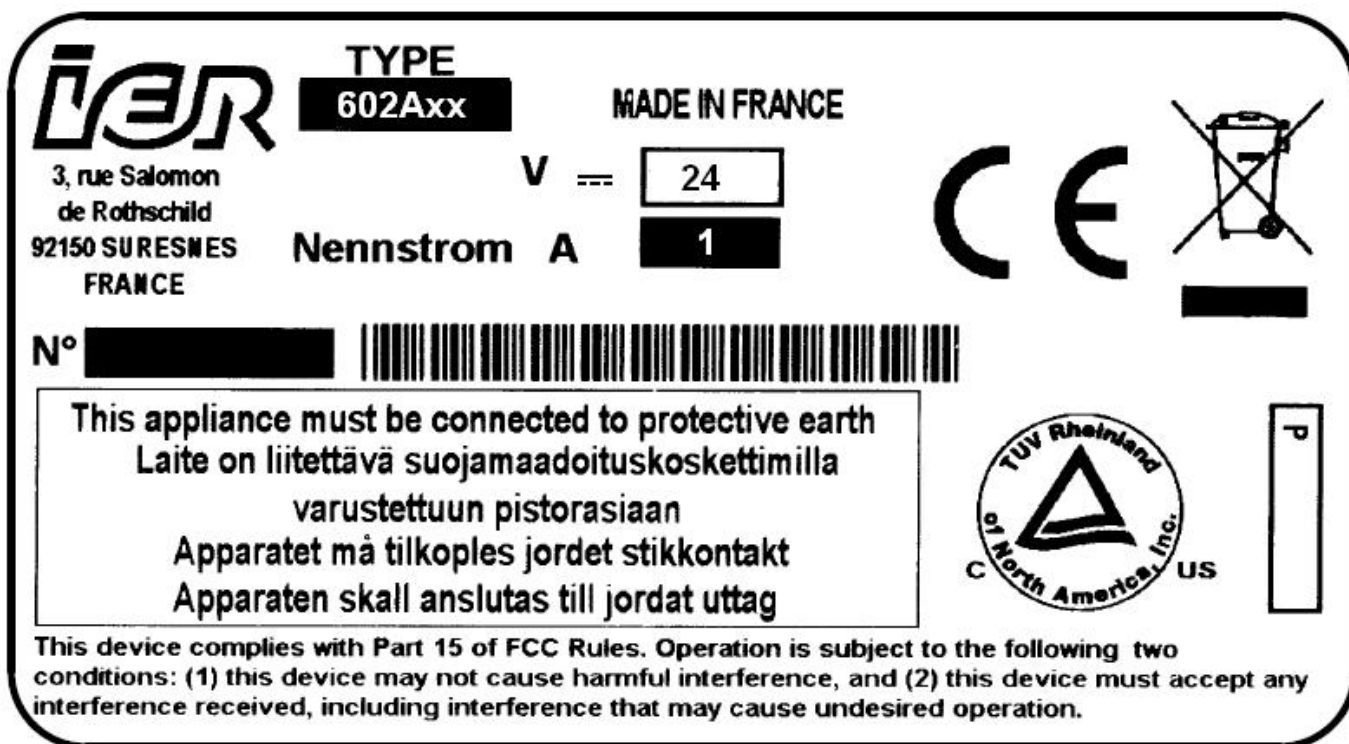 iER
TYPE
602Axx
MADE IN FRANCE
3, rue Salomon
de Rothschild
92150 SURESNES
FRANCE
V 24
Nennstrom A 1
N°
This appliance must be connected to protective earth
Laite on liitettävä suojamaadoituskoskettimilla
varustettuun pistorasiaan
Apparatet må tilkoples jordet stikkontakt
Apparaten skall anslutas till jordat uttag
CE
TUV Rheinland
of North America, Inc.
C US
P
This device complies with Part 15 of FCC Rules. Operation is subject to the following two
conditions: (1) this device may not cause harmful interference, and (2) this device must accept any
interference received, including interference that may cause undesired operation.